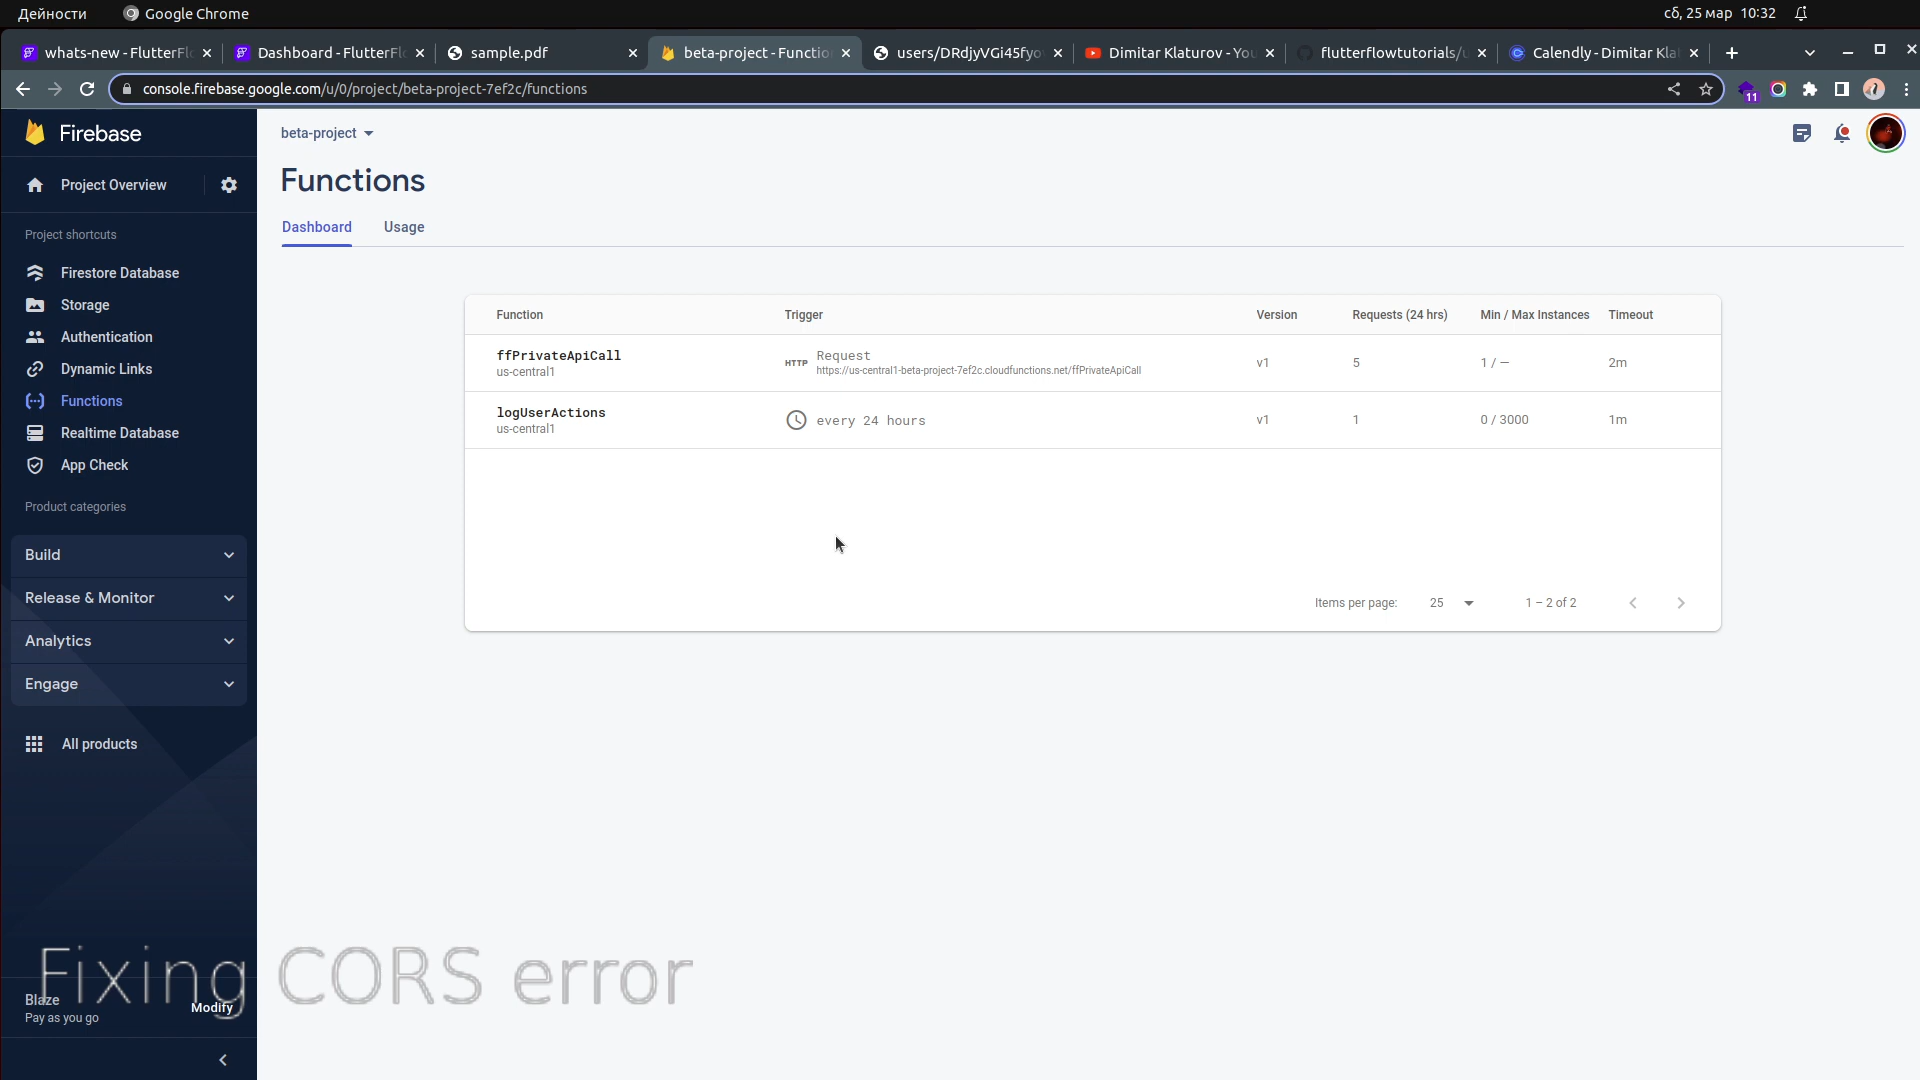 Дейности
Google Chrome
сб, 25 мар 10:32
whats-new - FlutterFl
Dashboard - FlutterFl
sample.pdf
beta-project - Functio
users/DRdjyVGi45fyo
Dimitar Klaturov - You
flutterflowtutorials/u
Calendly - Dimitar Kla
console.firebase.google.com/u/0/project/beta-project-7ef2c/functions
11
Firebase
Project Overview
Project shortcuts
Firestore Database
Storage
Authentication
Dynamic Links
Functions
Realtime Database
App Check
Product categories
Build
Release & Monitor
Analytics
Engage
All products
Blaze
Pay as you go
Modify
beta-project
Functions
Dashboard Usage
Function Trigger Version Requests (24 hrs) Min / Max Instances Timeout
ffPrivateApiCall
us-central1
HTTP
Request
https://us-central1-beta-project-7ef2c.cloudfunctions.net/ffPrivateApiCall
v1 5 1 / — 2m
logUserActions
us-central1
every 24 hours
v1 1 0 / 3000 1m
Items per page: 25 1 – 2 of 2
Fixing CORS error